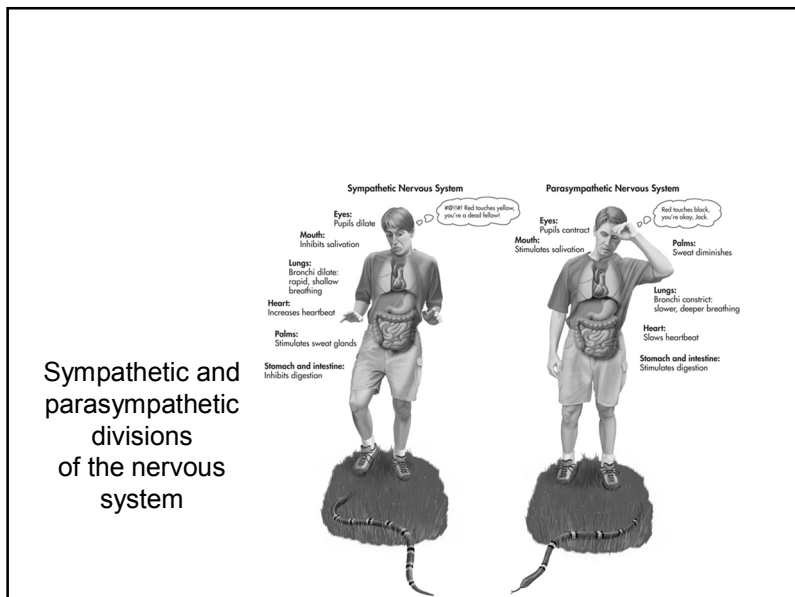 Sympathetic Nervous System
#@!!#! Red touches yellow,
you're a dead fellow!
Eyes:
Pupils dilate
Mouth:
Inhibits salivation
Lungs:
Bronchi dilate:
rapid, shallow
breathing
Heart:
Increases heartbeat
Palms:
Stimulates sweat glands
Stomach and intestine:
Inhibits digestion
Parasympathetic Nervous System
Red touches black,
you're okay, Jack.
Eyes:
Pupils contract
Mouth:
Stimulates salivation
Palms:
Sweat diminishes
Lungs:
Bronchi constrict:
slower, deeper breathing
Heart:
Slows heartbeat
Stomach and intestine:
Stimulates digestion
Sympathetic and
parasympathetic
divisions
of the nervous
system